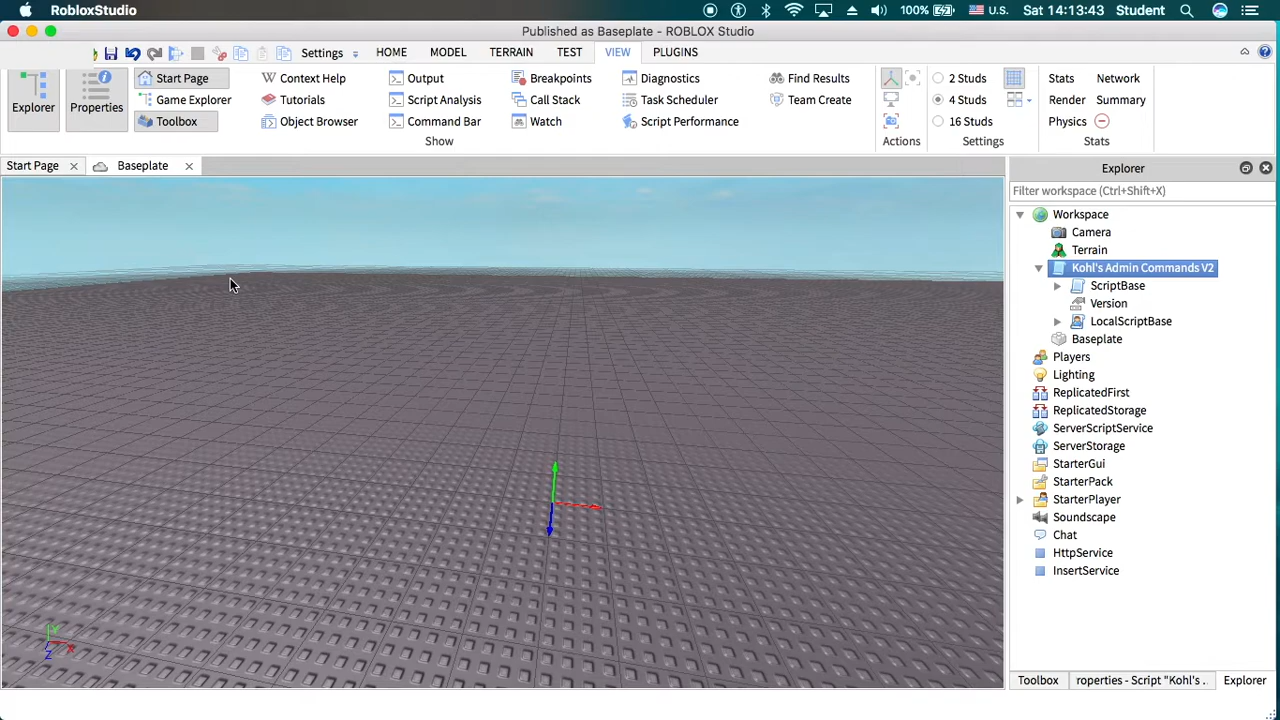 RobloxStudio 100% U.S. Sat 14:13:43 Student
Published as Baseplate - ROBLOX Studio
Settings HOME MODEL TERRAIN TEST VIEW PLUGINS
Explorer
Properties
Start Page
Game Explorer
Toolbox
Context Help
Tutorials
Object Browser
Output
Script Analysis
Command Bar
Breakpoints
Call Stack
Watch
Diagnostics
Task Scheduler
Script Performance
Find Results
Team Create
Show
Actions
2 Studs
4 Studs
16 Studs
Settings
Stats Network
Render Summary
Physics
Stats
Start Page Baseplate
Explorer
Filter workspace (Ctrl+Shift+X)
Workspace
Camera
Terrain
Kohl's Admin Commands V2
ScriptBase
Version
LocalScriptBase
Baseplate
Players
Lighting
ReplicatedFirst
ReplicatedStorage
ServerScriptService
ServerStorage
StarterGui
StarterPack
StarterPlayer
Soundscape
Chat
HttpService
InsertService
Y
X
Z
Toolbox roperties - Script "Kohl's .. Explorer